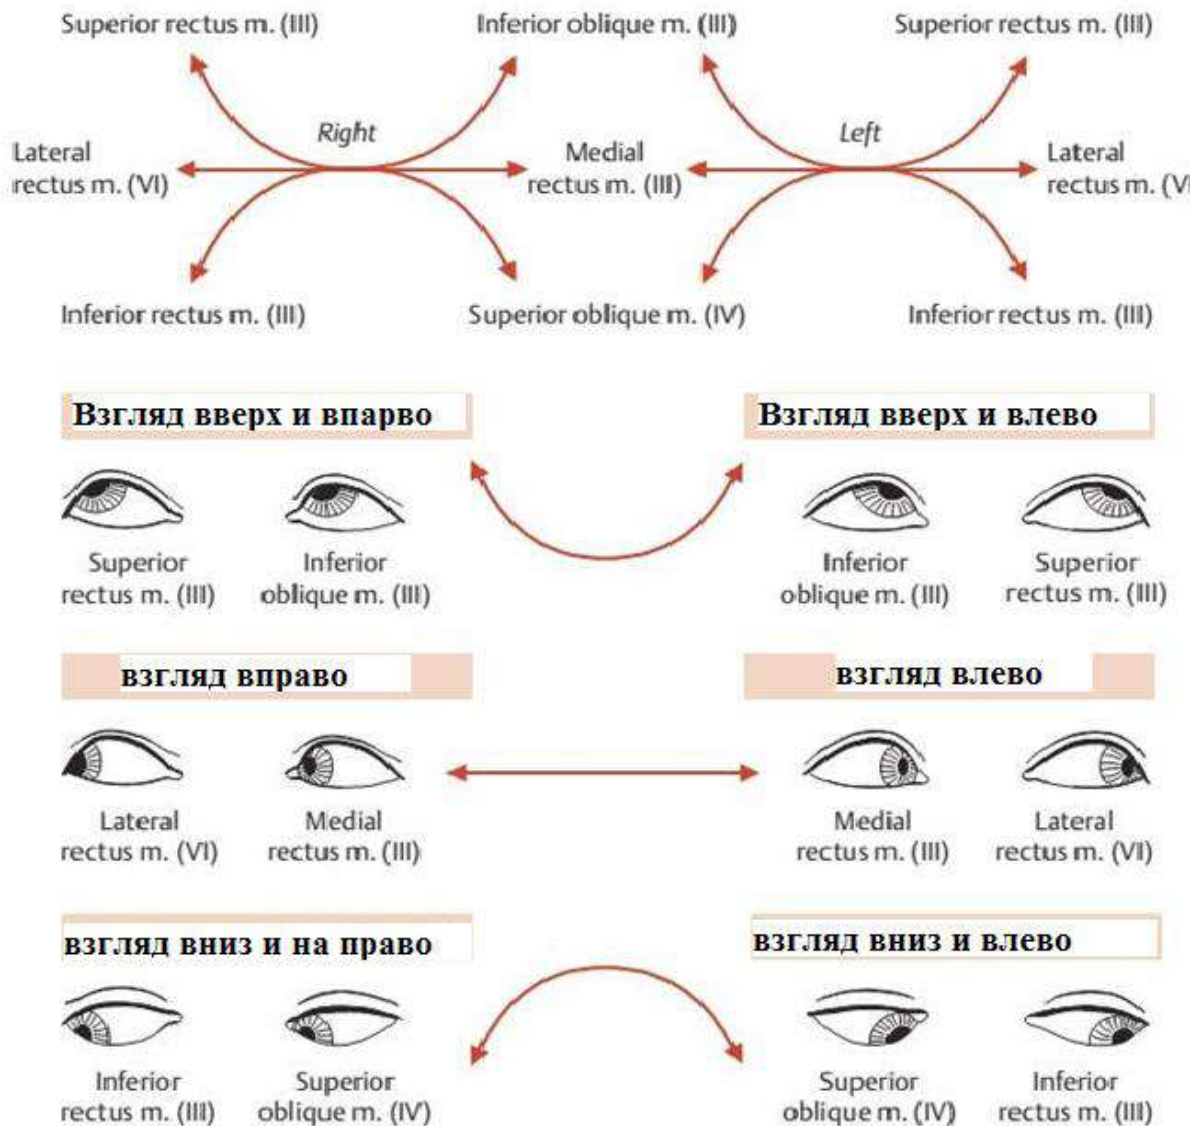 Superior rectus m. (III) Inferior oblique m. (III) Superior rectus m. (III)
Right Left
Lateral Medial Lateral
rectus m. (VI) rectus m. (III) rectus m. (V
Inferior rectus m. (III) Superior oblique m. (IV) Inferior rectus m. (III)
Взгляд вверх и впарво Взгляд вверх и влево
Superior Inferior Inferior Superior
rectus m. (III) oblique m. (III) oblique m. (III) rectus m. (III)
взгляд вправо взгляд влево
Lateral Medial Medial Lateral
rectus m. (VI) rectus m. (III) rectus m. (III) rectus m. (VI)
взгляд вниз и на право взгляд вниз и влево
Inferior Superior Superior Inferior
rectus m. (III) oblique m. (IV) oblique m. (IV) rectus m. (III)